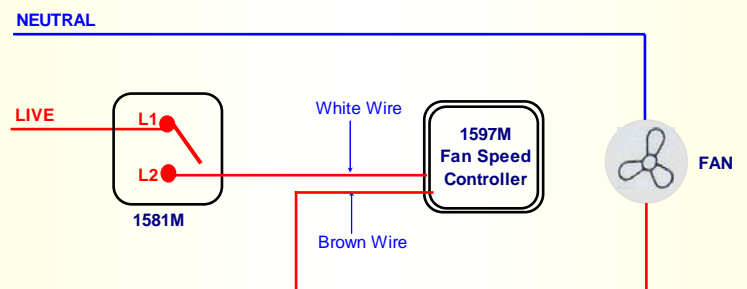 NEUTRAL
LIVE
L1
L2
1581M
White Wire
Brown Wire
1597M
Fan Speed
Controller
FAN